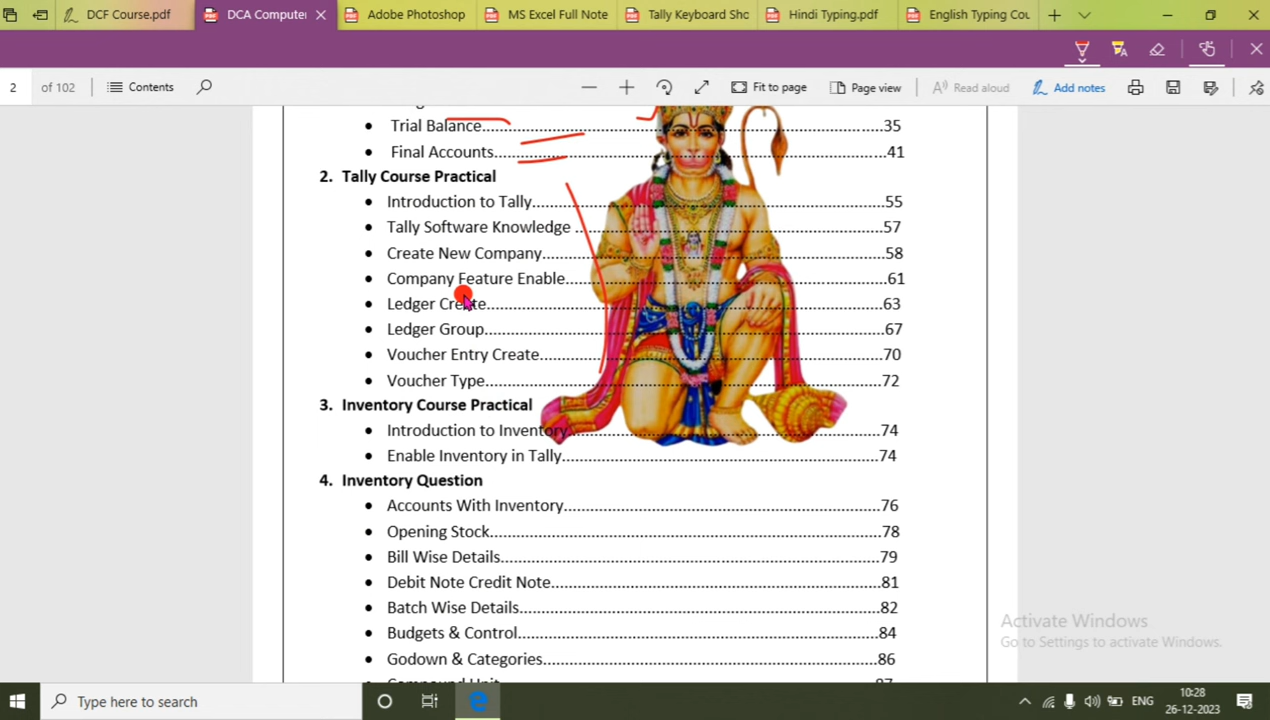 DCF Course.pdf
DCA Computer
Adobe Photoshop
MS Excel Full Note
Tally Keyboard Sho
Hindi Typing.pdf
English Typing Cou
2 of 102
Contents
Fit to page
Page view
Read aloud
Add notes
Trial Balance....................35
Final Accounts....................41
2. Tally Course Practical
• Introduction to Tally....................55
• Tally Software Knowledge ....................57
• Create New Company....................58
• Company Feature Enable....................61
• Ledger Create....................63
• Ledger Group....................67
• Voucher Entry Create....................70
• Voucher Type....................72
3. Inventory Course Practical
• Introduction to Inventory....................74
• Enable Inventory in Tally....................74
4. Inventory Question
• Accounts With Inventory....................76
• Opening Stock....................78
• Bill Wise Details....................79
• Debit Note Credit Note....................81
• Batch Wise Details....................82
• Budgets & Control....................84
• Godown & Categories....................86
Activate Windows
Go to Settings to activate Windows.
Type here to search
ENG
10:28
26-12-2023